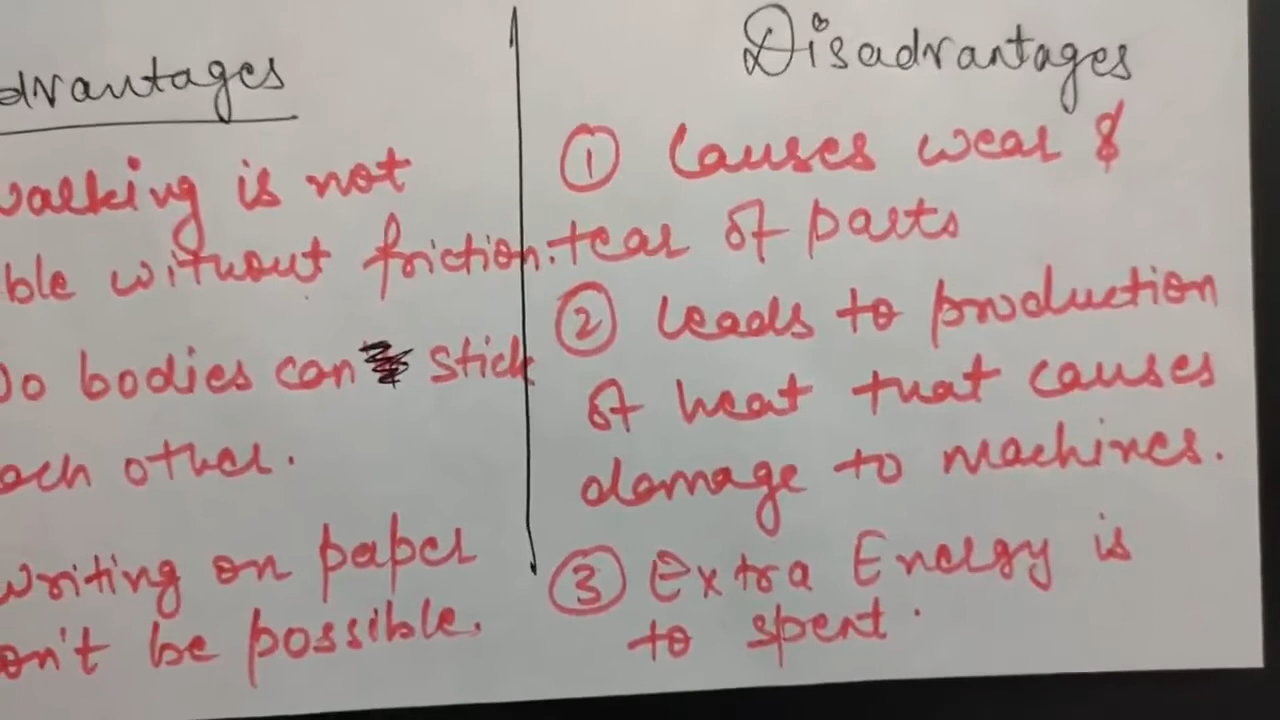 dvantages
walking is not
ble without friction.
Do bodies can stick
ach other.
writing on paper
on't be possible.
Disadvantages
① Causes wear &
tear of parts
② leads to production
of heat that causes
damage to machines.
③ Extra Energy is
to spent.